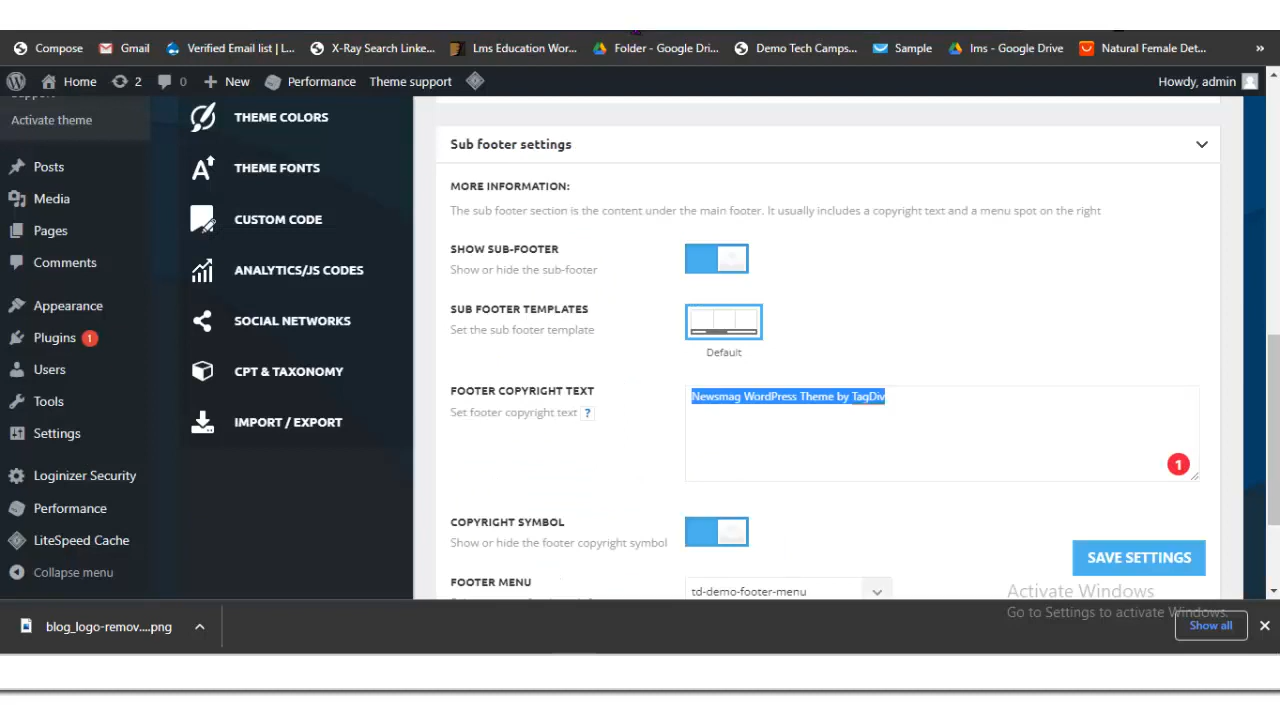 Compose Gmail Verified Email list | L... X-Ray Search Linke... Lms Education Wor... Folder - Google Dri... Demo Tech Camps... Sample lms - Google Drive Natural Female Det... »
Home 2 0 New Performance Theme support Howdy, admin
Support
Activate theme
Posts
Media
Pages
Comments
Appearance
Plugins 1
Users
Tools
Settings
Loginizer Security
Performance
LiteSpeed Cache
Collapse menu
THEME COLORS
THEME FONTS
CUSTOM CODE
ANALYTICS/JS CODES
SOCIAL NETWORKS
CPT & TAXONOMY
IMPORT / EXPORT
Sub footer settings
MORE INFORMATION:
The sub footer section is the content under the main footer. It usually includes a copyright text and a menu spot on the right
SHOW SUB-FOOTER
Show or hide the sub-footer
SUB FOOTER TEMPLATES
Set the sub footer template
Default
FOOTER COPYRIGHT TEXT
Set footer copyright text ?
Newsmag WordPress Theme by TagDiv
1
COPYRIGHT SYMBOL
Show or hide the footer copyright symbol
SAVE SETTINGS
FOOTER MENU
td-demo-footer-menu
Activate Windows
Go to Settings to activate Windows.
blog_logo-remov....png
Show all